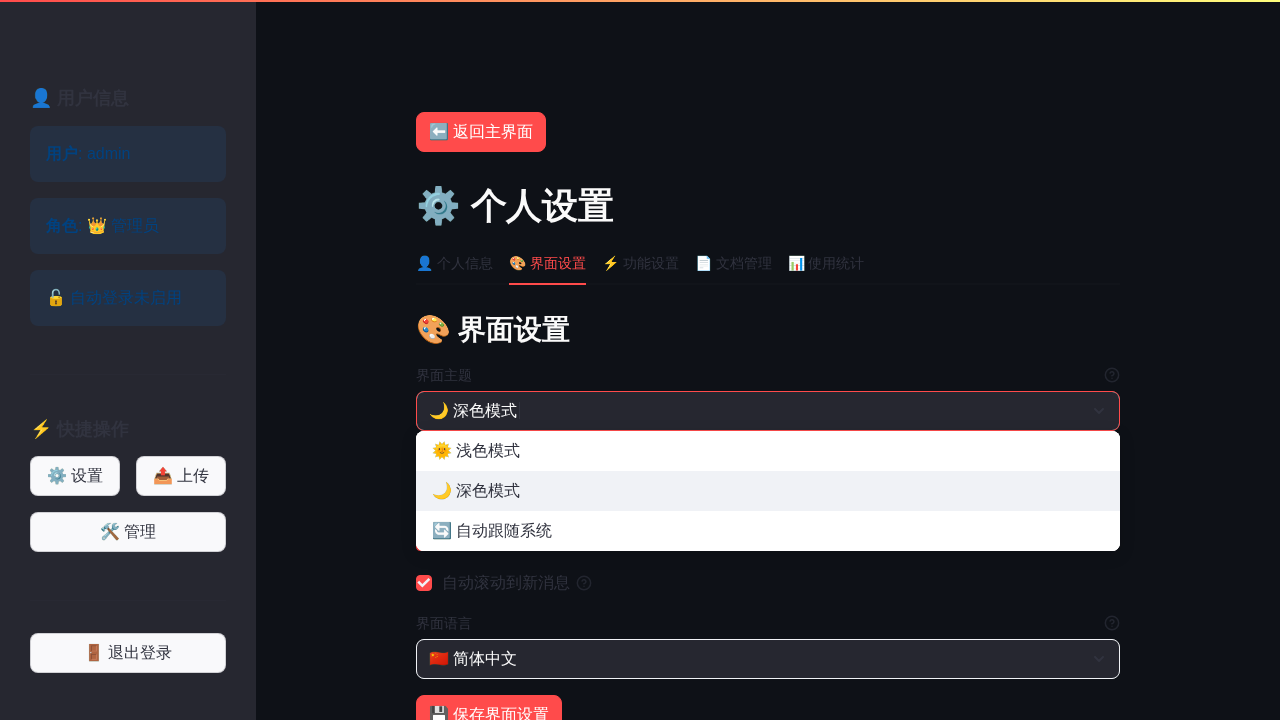 👤 用户信息
用户: admin
角色: 👑 管理员
🔓 自动登录未启用
⚡ 快捷操作
⚙️ 设置
📤 上传
🛠️ 管理
🚪 退出登录
⬅️ 返回主界面
⚙️ 个人设置
👤 个人信息 🎨 界面设置 ⚡ 功能设置 📄 文档管理 📊 使用统计
🎨 界面设置
界面主题
🌙 深色模式
🌞 浅色模式
🌙 深色模式
🔄 自动跟随系统
自动滚动到新消息
界面语言
🇨🇳 简体中文
💾 保存界面设置